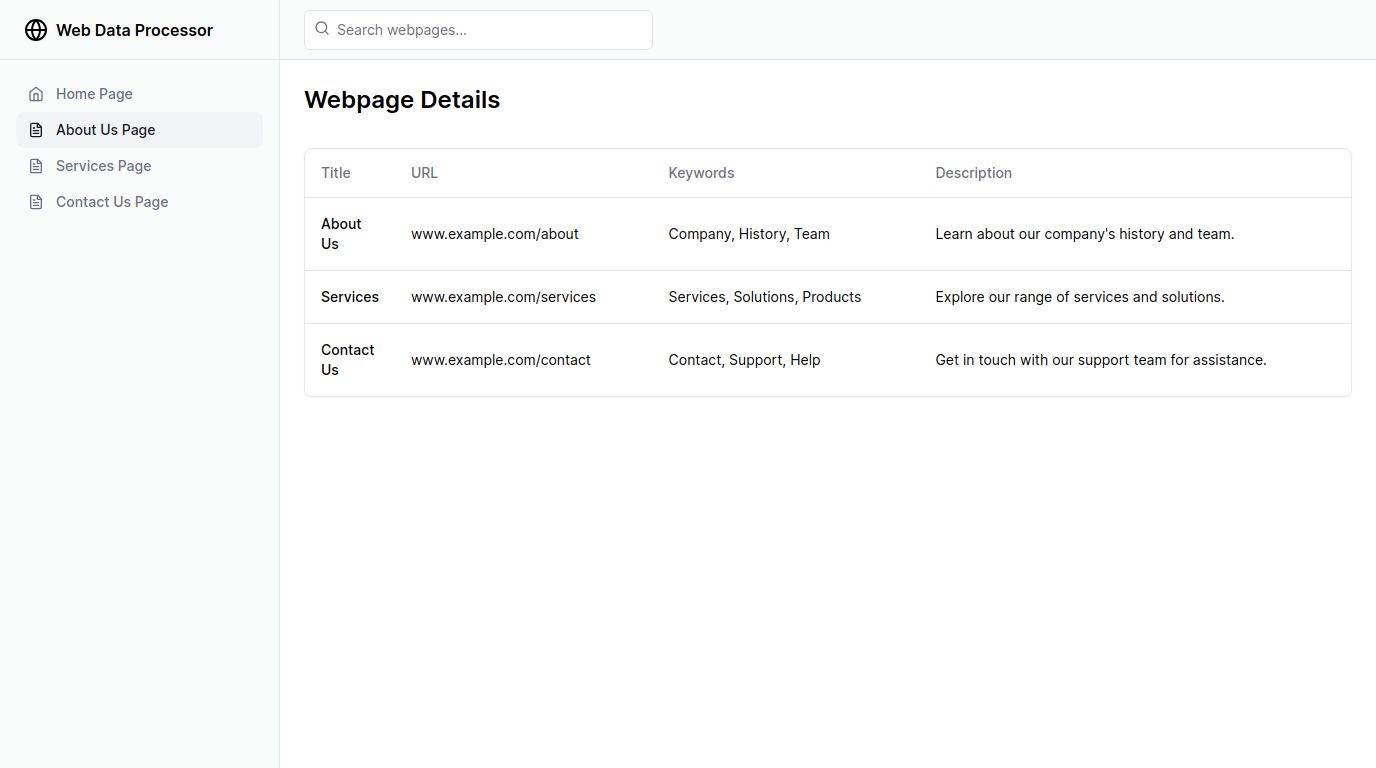 Web Data Processor
Search webpages...
Home Page
About Us Page
Services Page
Contact Us Page
Webpage Details
Title URL Keywords Description
About
Us
www.example.com/about Company, History, Team Learn about our company's history and team.
Services www.example.com/services Services, Solutions, Products Explore our range of services and solutions.
Contact
Us
www.example.com/contact Contact, Support, Help Get in touch with our support team for assistance.